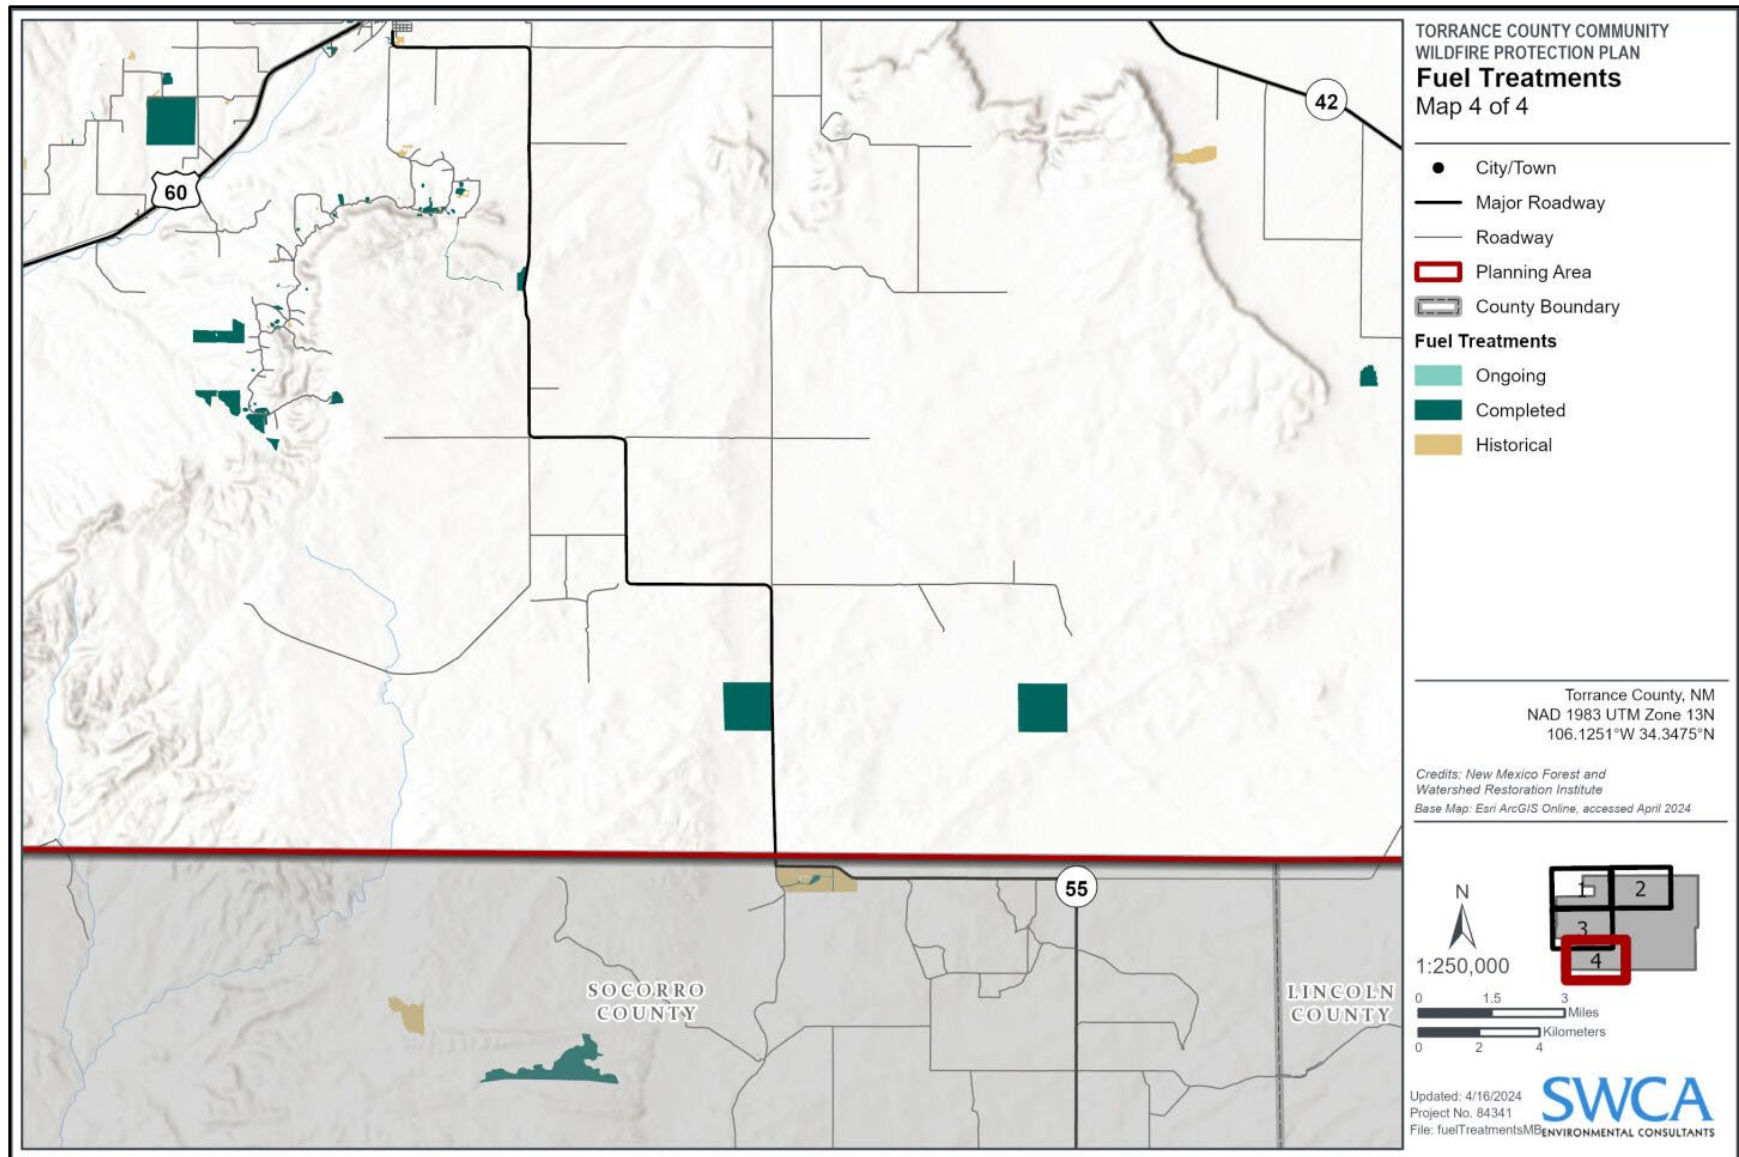 TORRANCE COUNTY COMMUNITY
WILDFIRE PROTECTION PLAN
Fuel Treatments
Map 4 of 4
City/Town
Major Roadway
Roadway
Planning Area
County Boundary
Fuel Treatments
Ongoing
Completed
Historical
42
60
55
SOCORRO
COUNTY
LINCOLN
COUNTY
Torrance County, NM
NAD 1983 UTM Zone 13N
106.1251°W 34.3475°N
Credits: New Mexico Forest and
Watershed Restoration Institute
Base Map: Esri ArcGIS Online, accessed April 2024
N
1:250,000
1
2
3
4
0 1.5 3
Miles
Kilometers
0 2 4
Updated: 4/16/2024
Project No. 84341
File: fuelTreatmentsMB
SWCA
ENVIRONMENTAL CONSULTANTS